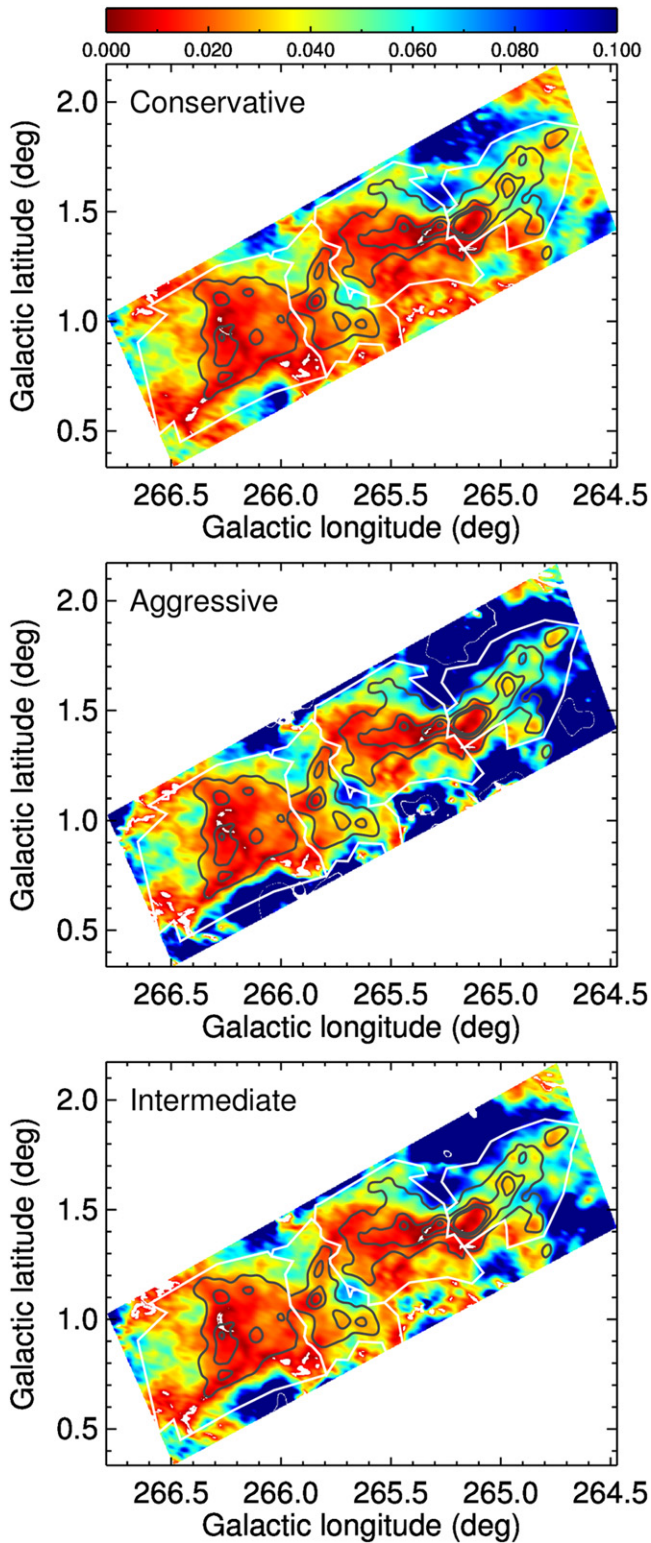 0.000 0.020 0.040 0.060 0.080 0.100
Conservative
2.0
1.5
1.0
0.5
Galactic latitude (deg)
266.5 266.0 265.5 265.0 264.5
Galactic longitude (deg)
Aggressive
2.0
1.5
1.0
0.5
Galactic latitude (deg)
266.5 266.0 265.5 265.0 264.5
Galactic longitude (deg)
Intermediate
2.0
1.5
1.0
0.5
Galactic latitude (deg)
266.5 266.0 265.5 265.0 264.5
Galactic longitude (deg)